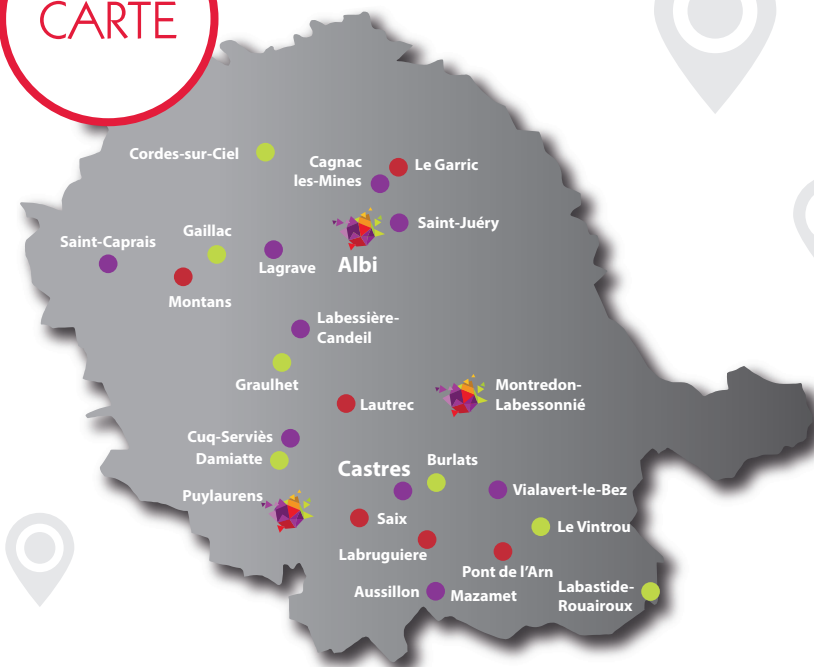 CARTE
Cordes-sur-Ciel
Cagnac
les-Mines
Le Garric
Saint-Juéry
Gaillac
Saint-Caprais
Lagrave
Albi
Montans
Labessière-
Candeil
Graulhet
Lautrec
Montredon-
Labessonnié
Cuq-Serviès
Damiatte
Castres
Burlats
Puylaurens
Vialavert-le-Bez
Saix
Le Vintrou
Labruguiere
Pont de l'Arn
Aussillon
Mazamet
Labastide-
Rouairoux